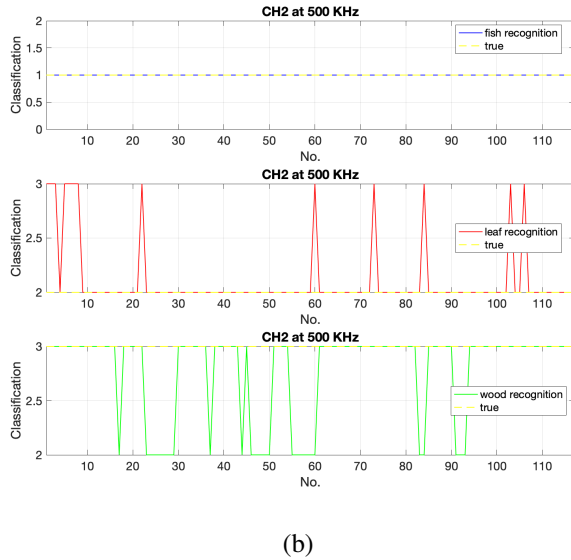 CH2 at 500 KHz
2
1.5
1
0.5
0
Classification
fish recognition
true
10 20 30 40 50 60 70 80 90 100 110
No.
CH2 at 500 KHz
3
2.5
2
Classification
leaf recognition
true
10 20 30 40 50 60 70 80 90 100 110
No.
CH2 at 500 KHz
3
2.5
2
Classification
wood recognition
true
10 20 30 40 50 60 70 80 90 100 110
No.
(b)